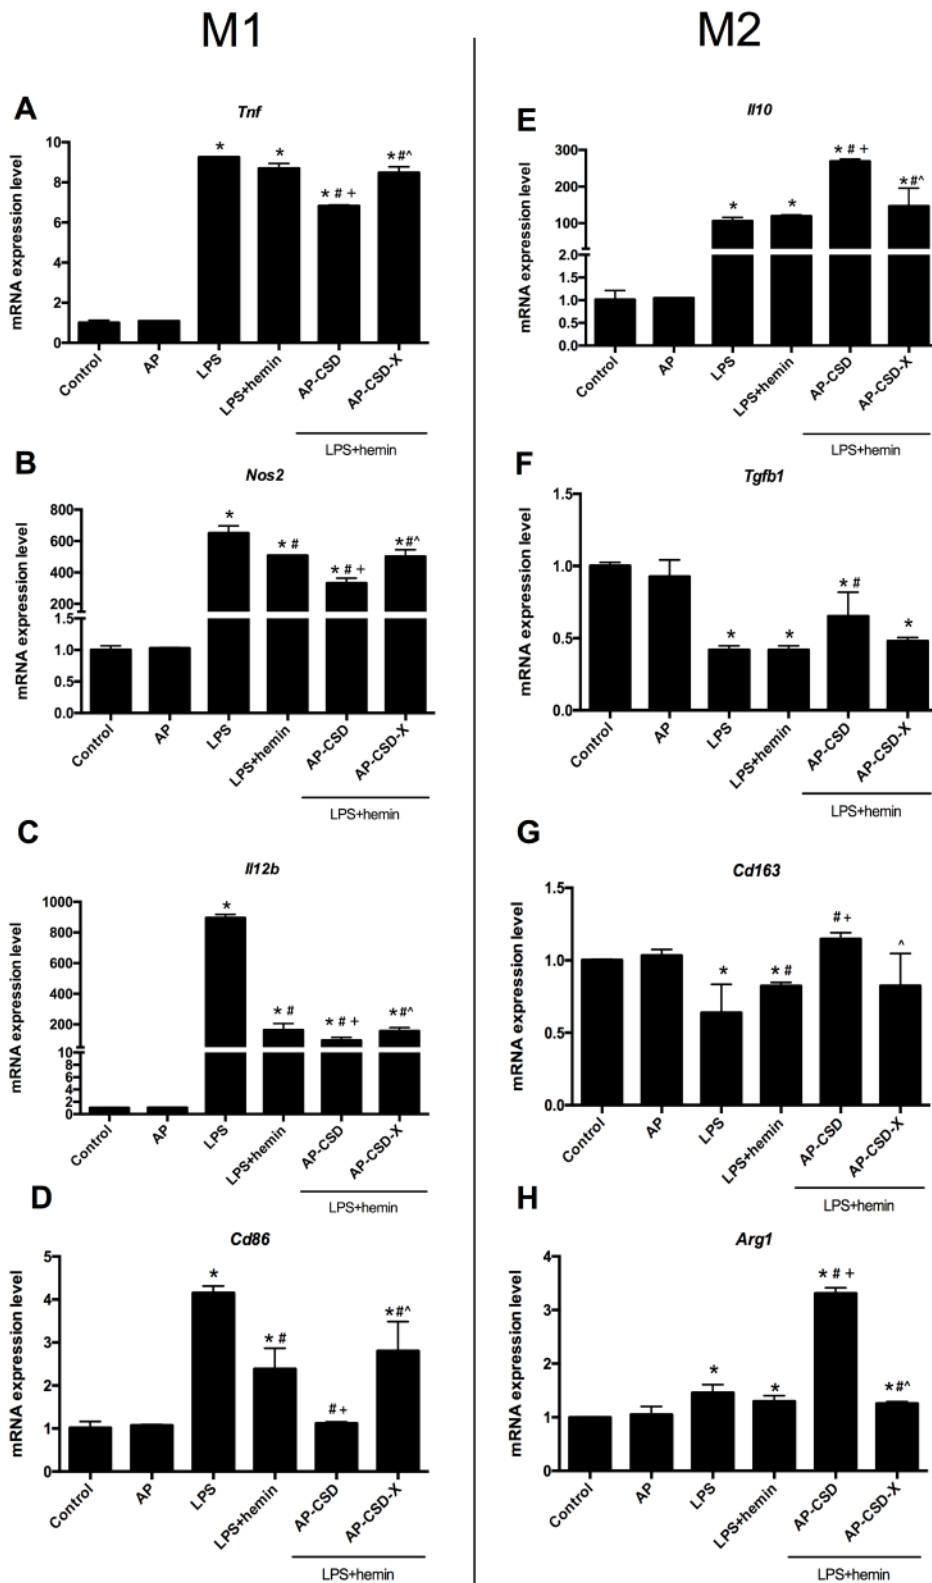 M1
M2
A
Tnf
mRNA expression level
10
8
6
4
2
0
*
*
* # +
*#^
Control
AP
LPS
LPS+hemin
AP-CSD
AP-CSD-X
LPS+hemin
B
Nos2
mRNA expression level
800
600
400
200
1.5
1.0
0.5
0.0
*
* #
* # +
*#^
Control
AP
LPS
LPS+hemin
AP-CSD
AP-CSD-X
LPS+hemin
C
Il12b
mRNA expression level
1000
800
600
400
200
10
8
6
4
2
0
*
* #
* # +
*#^
Control
AP
LPS
LPS+hemin
AP-CSD
AP-CSD-X
LPS+hemin
D
Cd86
mRNA expression level
5
4
3
2
1
0
*
* #
# +
*#^
Control
AP
LPS
LPS+hemin
AP-CSD
AP-CSD-X
LPS+hemin
E
Il10
mRNA expression level
300
200
100
2.0
1.5
1.0
0.5
0.0
*
*
* # +
*#^
Control
AP
LPS
LPS+hemin
AP-CSD
AP-CSD-X
LPS+hemin
F
Tgfb1
mRNA expression level
1.5
1.0
0.5
0.0
*
*
* #
*
Control
AP
LPS
LPS+hemin
AP-CSD
AP-CSD-X
LPS+hemin
G
Cd163
mRNA expression level
1.5
1.0
0.5
0.0
*
* #
# +
^
Control
AP
LPS
LPS+hemin
AP-CSD
AP-CSD-X
LPS+hemin
H
Arg1
mRNA expression level
4
3
2
1
0
*
*
* # +
*#^
Control
AP
LPS
LPS+hemin
AP-CSD
AP-CSD-X
LPS+hemin